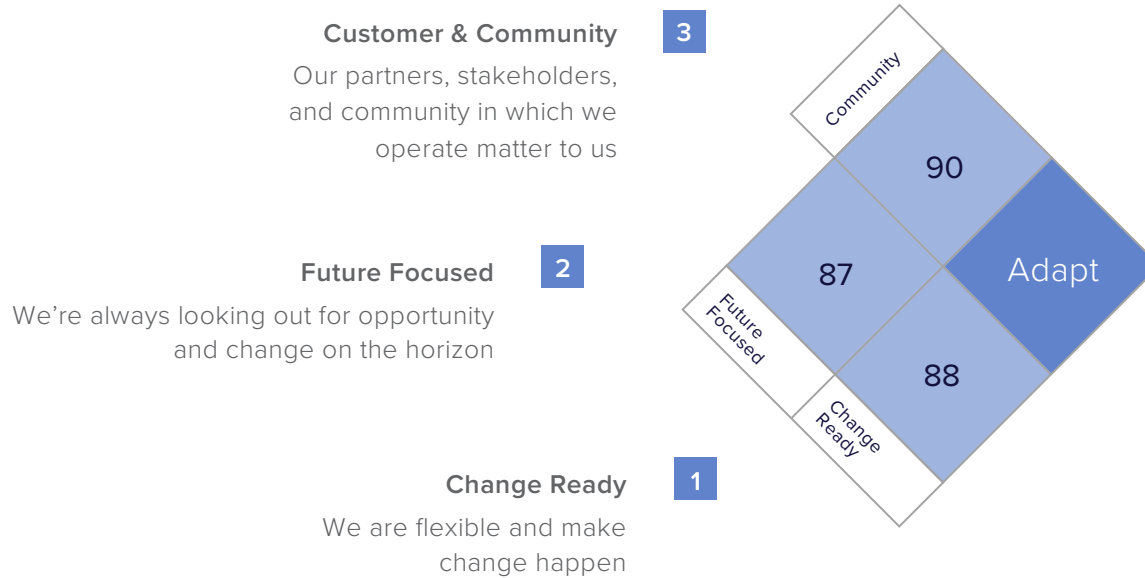 Customer & Community
3
Our partners, stakeholders,
and community in which we
operate matter to us
Future Focused
2
We’re always looking out for opportunity
and change on the horizon
Change Ready
1
We are flexible and make
change happen
Community
90
87
Adapt
88
Future
Focused
Change
Ready